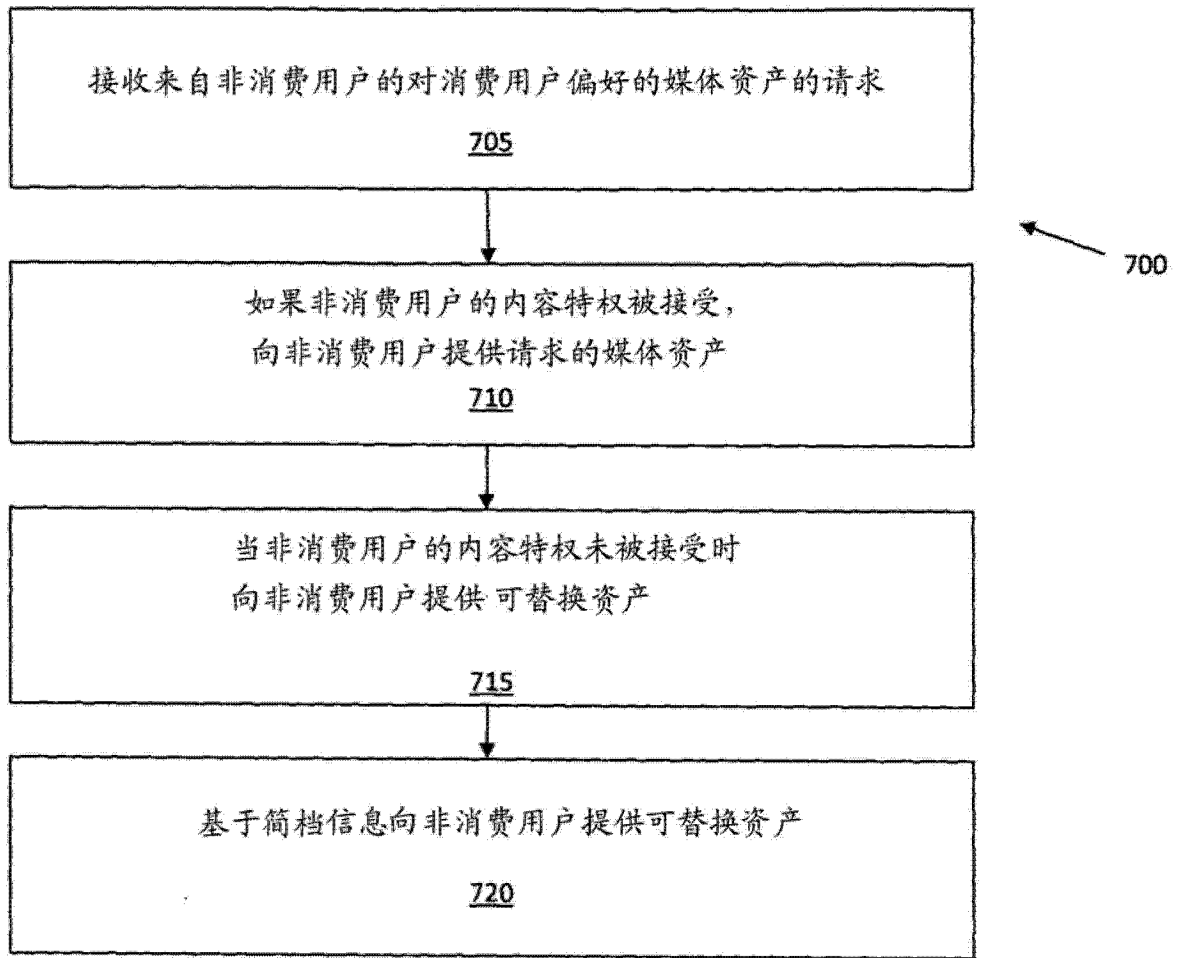 接收来自非消费用户的对消费用户偏好的媒体资产的请求
705
700
如果非消费用户的内容特权被接受，
向非消费用户提供请求的媒体资产
710
当非消费用户的内容特权未被接受时
向非消费用户提供 可替换资产
715
基于简档信息向非消费用户提供可替换资产
720